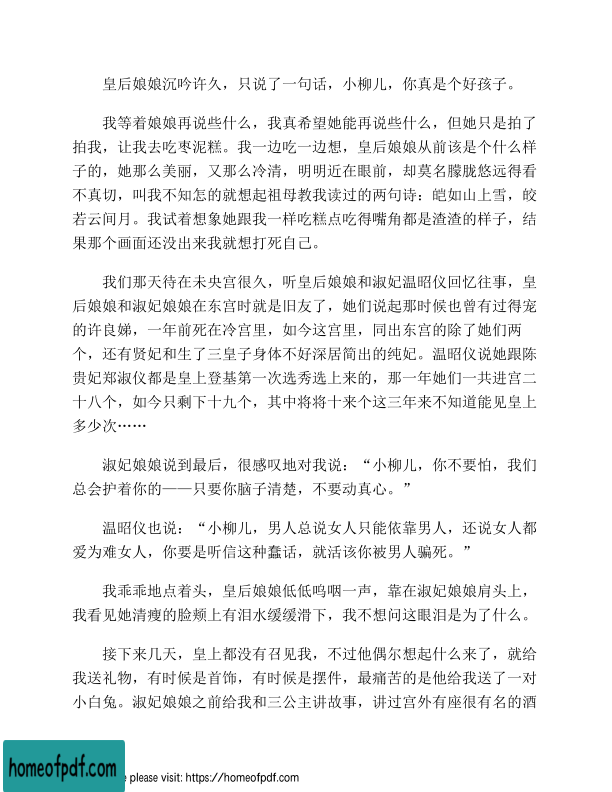 皇后娘娘沉吟许久，只说了一句话，小柳儿，你真是个好孩子。
我等着娘娘再说些什么，我真希望她能再说些什么，但她只是拍了
拍我，让我去吃枣泥糕。我一边吃一边想，皇后娘娘从前该是个什么样
子的，她那么美丽，又那么冷清，明明近在眼前，却莫名朦胧悠远得看
不真切，叫我不知怎的就想起祖母教我读过的两句诗：皑如山上雪，皎
若云间月。我试着想象她跟我一样吃糕点吃得嘴角都是渣渣的样子，结
果那个画面还没出来我就想打死自己。
我们那天待在未央宫很久，听皇后娘娘和淑妃温昭仪回忆往事，皇
后娘娘和淑妃娘娘在东宫时就是旧友了，她们说起那时候也曾有过得宠
的许良娣，一年前死在冷宫里，如今这宫里，同出东宫的除了她们两
个，还有贤妃和生了三皇子身体不好深居简出的纯妃。温昭仪说她跟陈
贵妃郑淑仪都是皇上登基第一次选秀选上来的，那一年她们一共进宫二
十八个，如今只剩下十九个，其中将将十来个这三年来不知道能见皇上
多少次……
淑妃娘娘说到最后，很感叹地对我说：“小柳儿，你不要怕，我们
总会护着你的——只要你脑子清楚，不要动真心。”
温昭仪也说：“小柳儿，男人总说女人只能依靠男人，还说女人都
爱为难女人，你要是听信这种蠢话，就活该你被男人骗死。”
我乖乖地点着头，皇后娘娘低低呜咽一声，靠在淑妃娘娘肩头上，
我看见她清瘦的脸颊上有泪水缓缓滑下，我不想问这眼泪是为了什么。
接下来几天，皇上都没有召见我，不过他偶尔想起什么来了，就给
我送礼物，有时候是首饰，有时候是摆件，最痛苦的是他给我送了一对
小白兔。淑妃娘娘之前给我和三公主讲故事，讲过宫外有座很有名的酒
homeofpdf.com
e please visit: https://homeofpdf.com